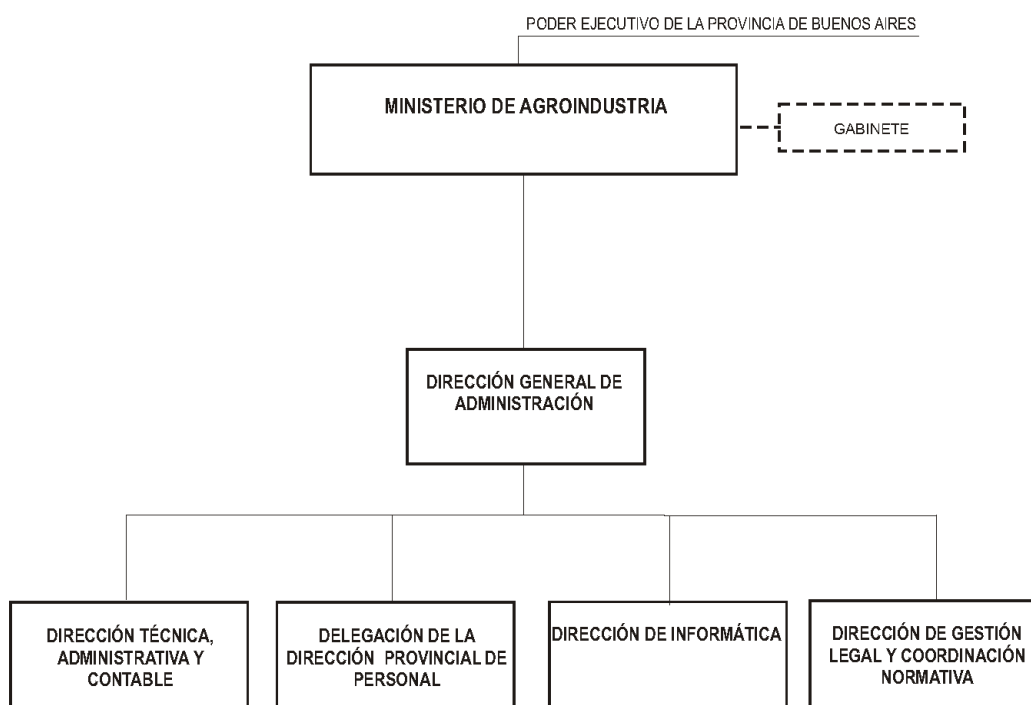 PODER EJECUTIVO DE LA PROVINCIA DE BUENOS AIRES
MINISTERIO DE AGROINDUSTRIA
GABINETE
DIRECCIÓN GENERAL DE
ADMINISTRACIÓN
DIRECCIÓN TÉCNICA,
ADMINISTRATIVA Y
CONTABLE
DELEGACIÓN DE LA
DIRECCIÓN PROVINCIAL DE
PERSONAL
DIRECCIÓN DE INFORMÁTICA
DIRECCIÓN DE GESTIÓN
LEGAL Y COORDINACIÓN
NORMATIVA